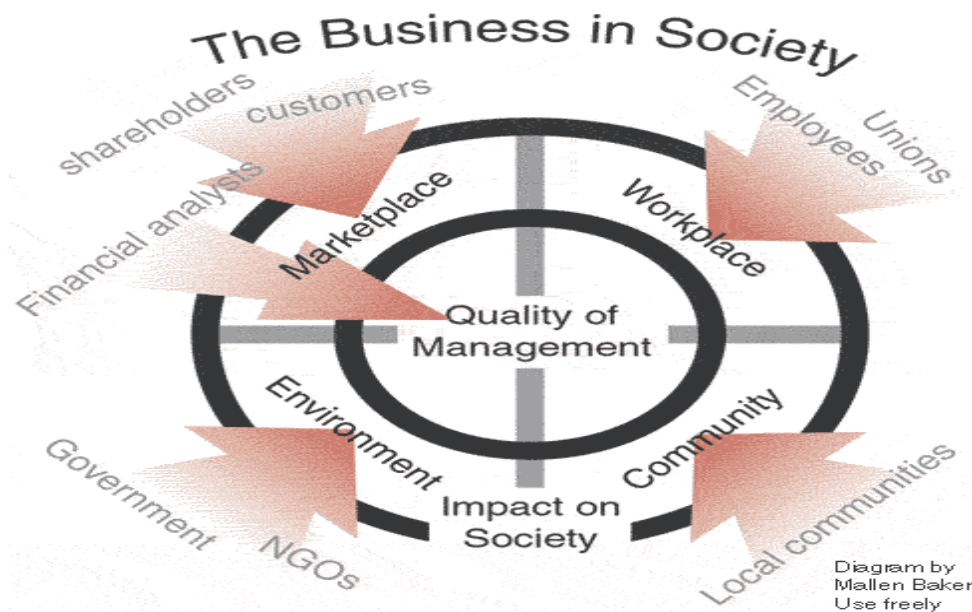 The Business in Society
shareholders
customers
Employees
Unions
Financial analysts
Marketplace
Workplace
Quality of
Management
Environment
Community
Government
NGOs
Impact on
Society
Local communities
Diagram by
Mallen Baker
Use freely